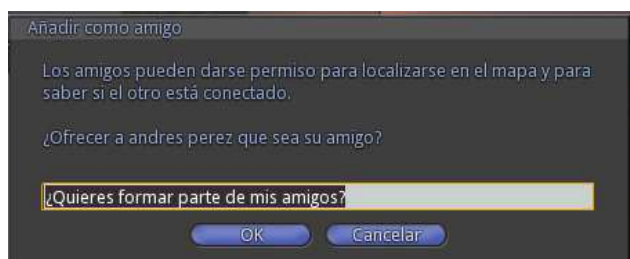 Añadir como amigo
Los amigos pueden darse permiso para localizarse en el mapa y para
saber si el otro está conectado.
¿Ofrecer a andres perez que sea su amigo?
¿Quieres formar parte de mis amigos?
OK Cancelar